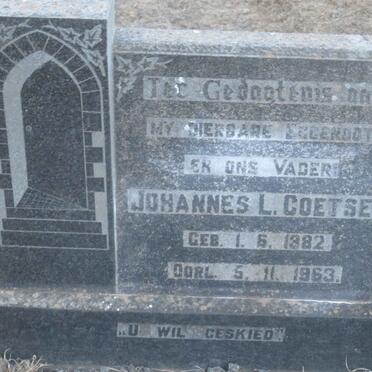 Ter Gedagtenis aan
MY DIERBARE EGGENOOT
EN ONS VADER
JOHANNES L. COETSE
GEB. 1. 6. 1882
OORL. 5. 11. 1963.
„U WIL GESKIED"